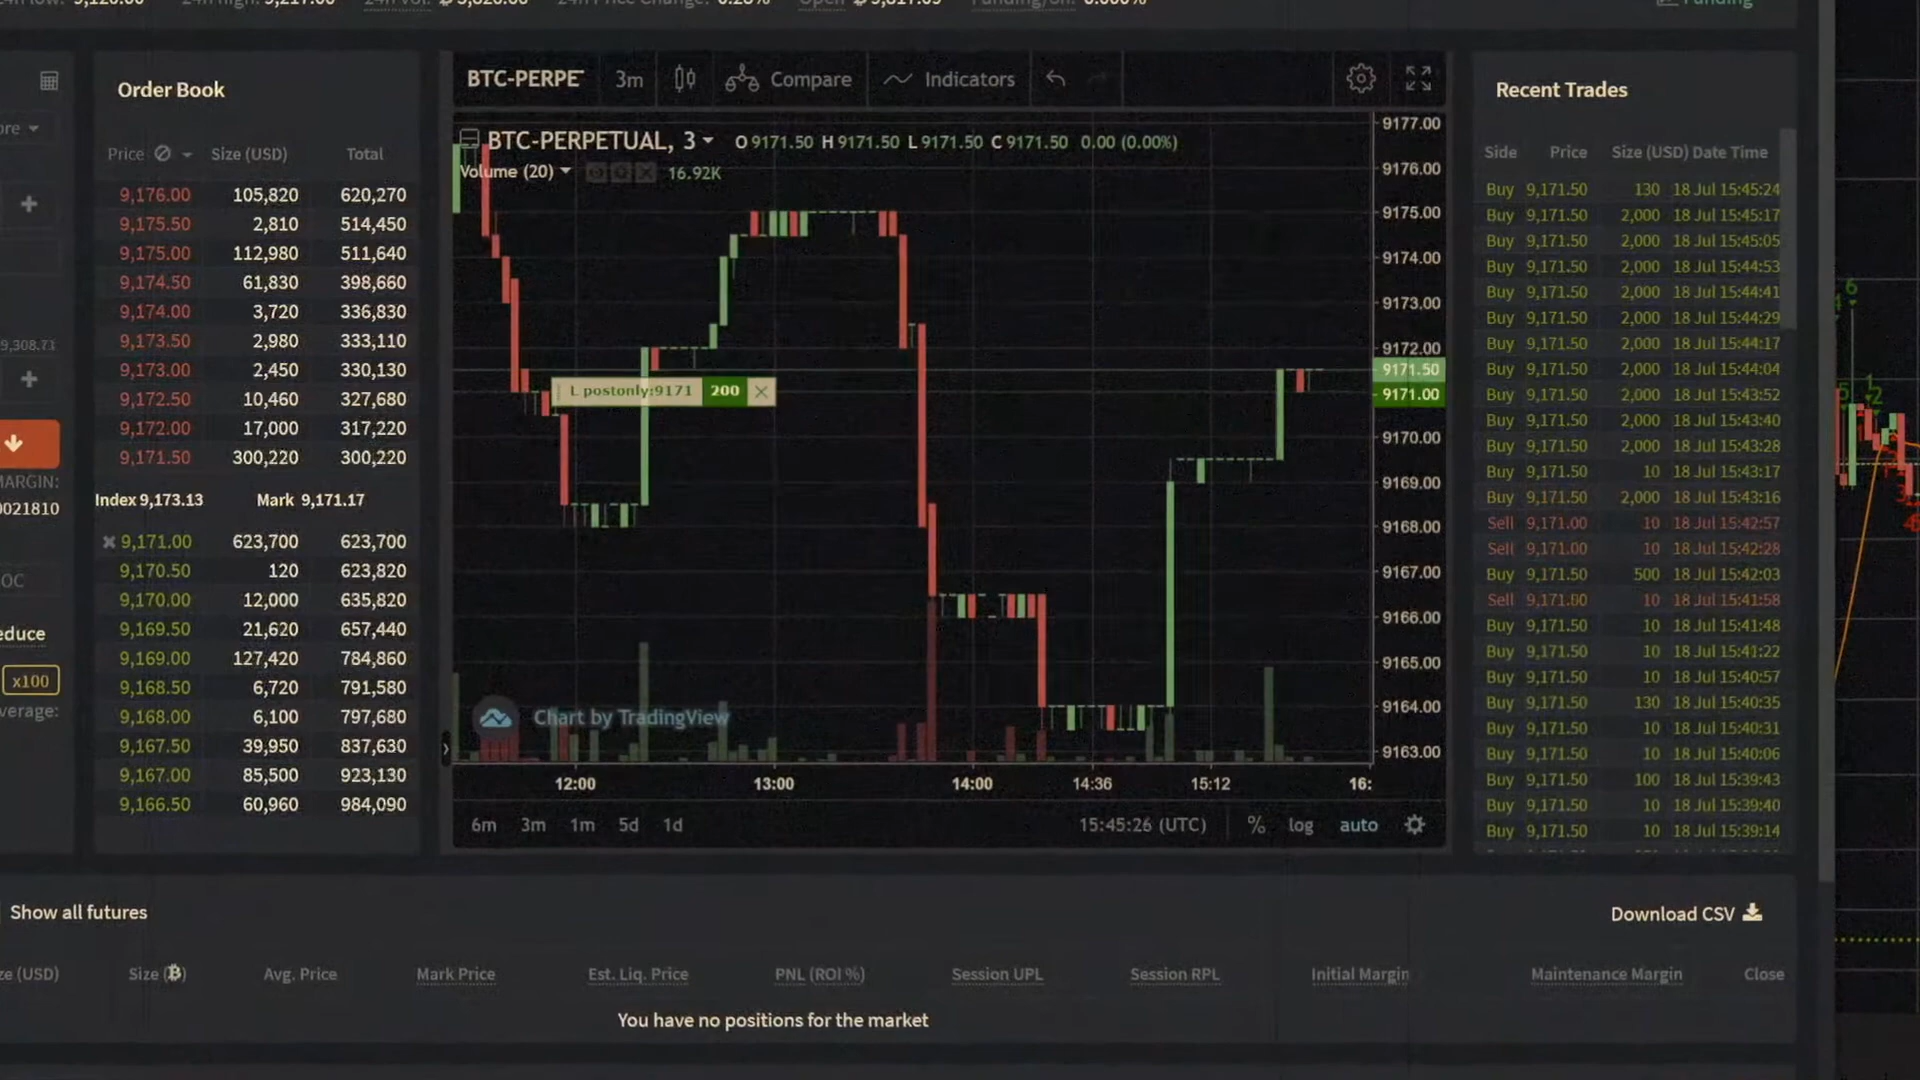 Order Book
Price Size (USD) Total
9,176.00 105,820 620,270
9,175.50 2,810 514,450
9,175.00 112,980 511,640
9,174.50 61,830 398,660
9,174.00 3,720 336,830
9,173.50 2,980 333,110
9,173.00 2,450 330,130
9,172.50 10,460 327,680
9,172.00 17,000 317,220
9,171.50 300,220 300,220
Index 9,173.13 Mark 9,171.17
9,171.00 623,700 623,700
9,170.50 120 623,820
9,170.00 12,000 635,820
9,169.50 21,620 657,440
9,169.00 127,420 784,860
9,168.50 6,720 791,580
9,168.00 6,100 797,680
9,167.50 39,950 837,630
9,167.00 85,500 923,130
9,166.50 60,960 984,090
x100
BTC-PERPE 3m Compare Indicators
BTC-PERPETUAL, 3 O 9171.50 H 9171.50 L 9171.50 C 9171.50 0.00 (0.00%)
Volume (20) 16.92K
L postonly:9171 200
9177.00
9176.00
9175.00
9174.00
9173.00
9172.00
9171.50
9171.00
9170.00
9169.00
9168.00
9167.00
9166.00
9165.00
9164.00
9163.00
Chart by TradingView
12:00 13:00 14:00 14:36 15:12 16:
6m 3m 1m 5d 1d 15:45:26 (UTC) % log auto
Recent Trades
Side Price Size (USD) Date Time
Buy 9,171.50 130 18 Jul 15:45:24
Buy 9,171.50 2,000 18 Jul 15:45:17
Buy 9,171.50 2,000 18 Jul 15:45:05
Buy 9,171.50 2,000 18 Jul 15:44:53
Buy 9,171.50 2,000 18 Jul 15:44:41
Buy 9,171.50 2,000 18 Jul 15:44:29
Buy 9,171.50 2,000 18 Jul 15:44:17
Buy 9,171.50 2,000 18 Jul 15:44:04
Buy 9,171.50 2,000 18 Jul 15:43:52
Buy 9,171.50 2,000 18 Jul 15:43:40
Buy 9,171.50 2,000 18 Jul 15:43:28
Buy 9,171.50 10 18 Jul 15:43:17
Buy 9,171.50 2,000 18 Jul 15:43:16
Sell 9,171.00 10 18 Jul 15:42:57
Sell 9,171.00 10 18 Jul 15:42:28
Buy 9,171.50 500 18 Jul 15:42:03
Sell 9,171.00 10 18 Jul 15:41:58
Buy 9,171.50 10 18 Jul 15:41:48
Buy 9,171.50 10 18 Jul 15:41:22
Buy 9,171.50 10 18 Jul 15:40:57
Buy 9,171.50 130 18 Jul 15:40:35
Buy 9,171.50 10 18 Jul 15:40:31
Buy 9,171.50 10 18 Jul 15:40:06
Buy 9,171.50 100 18 Jul 15:39:43
Buy 9,171.50 10 18 Jul 15:39:40
Buy 9,171.50 10 18 Jul 15:39:14
Show all futures Download CSV
Size (₿) Avg. Price Mark Price Est. Liq. Price PNL (ROI %) Session UPL Session RPL Initial Margin Maintenance Margin Close
You have no positions for the market